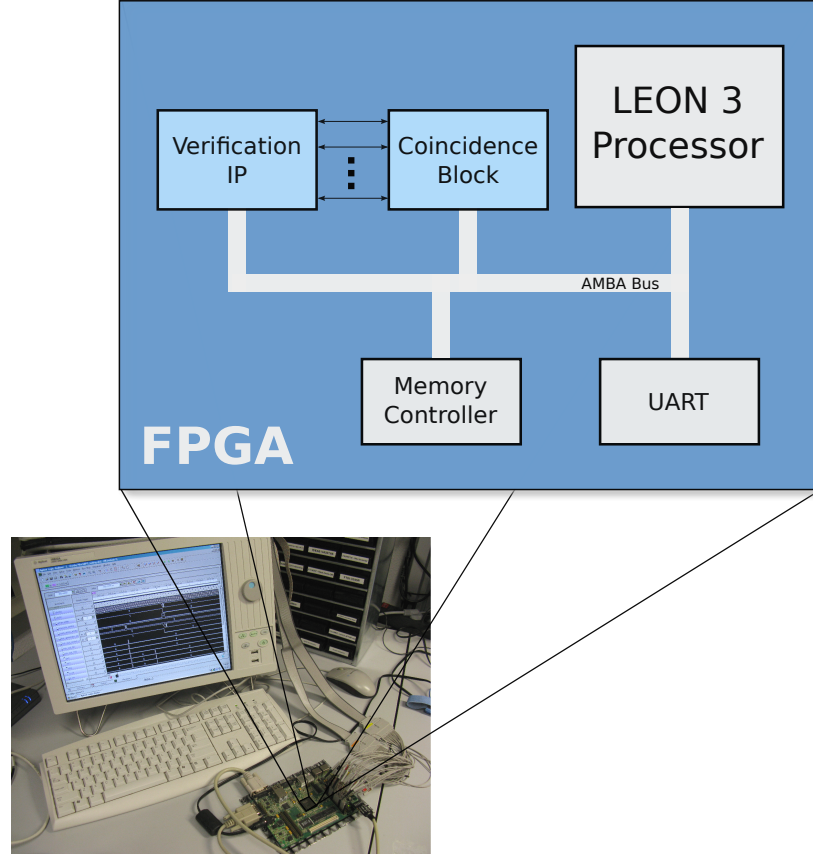 LEON 3
Processor
Verification
IP
Coincidence
Block
AMBA Bus
Memory
Controller
UART
FPGA